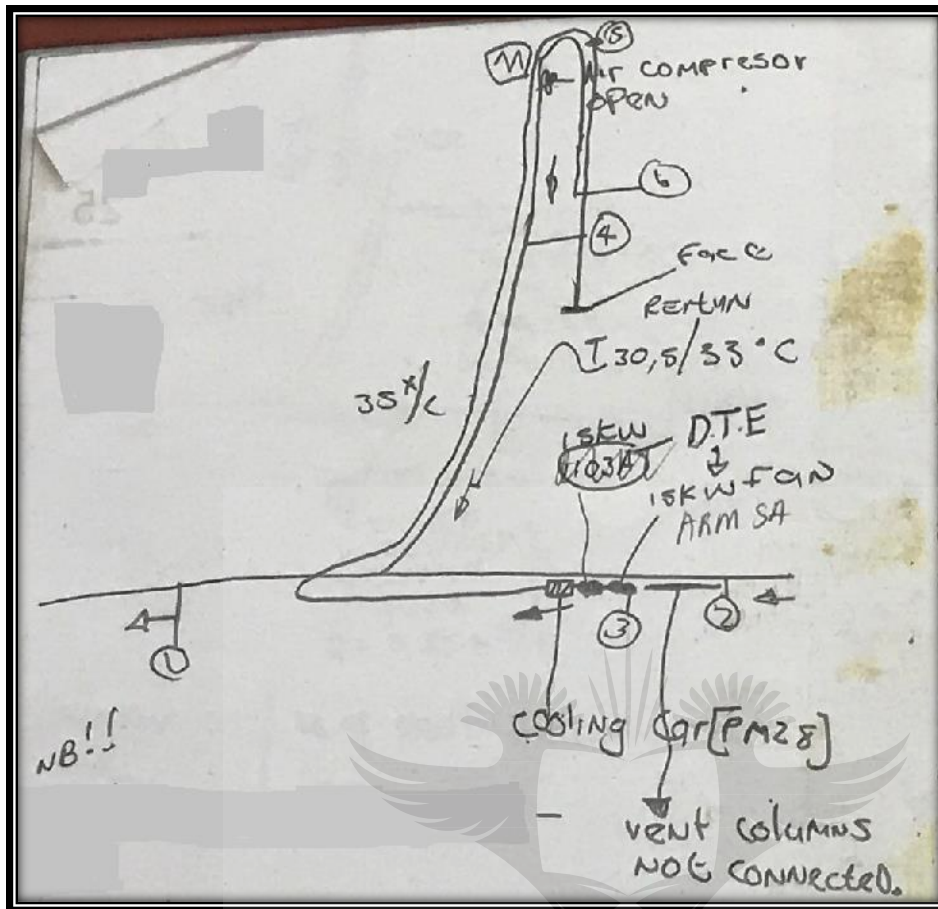 11
5
Air compresor
open
6
4
Face
Return
I 30,5/33°C
35*/c
15kW
D.T.E
15kW fan
ARM SA
3
2
1
cooling Car[PM28]
NB!!
vent columns
Not connected.